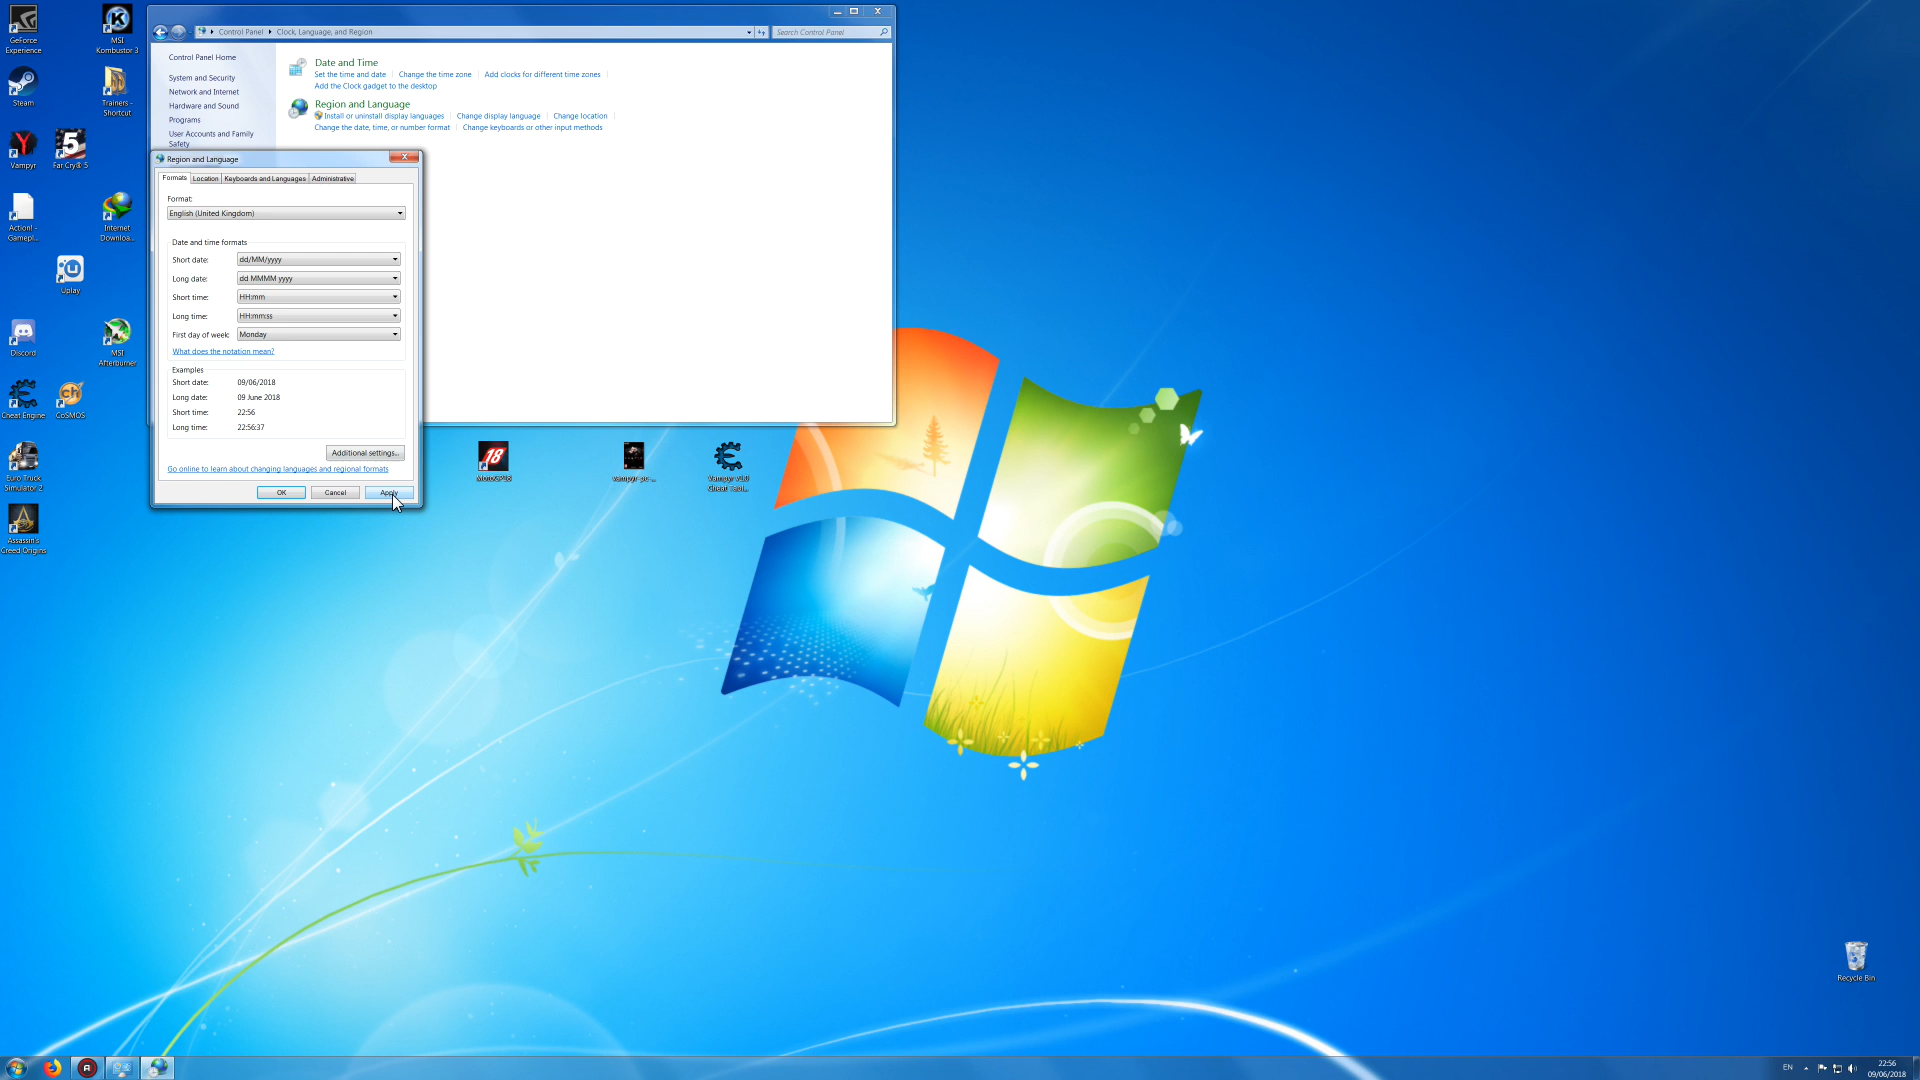 GeForce
Experience
MSI
Kombustor 3
Steam
Trainers -
Shortcut
Vampyr
Far Cry® 5
Action! -
Gamepl...
Internet
Downloa...
Uplay
Discord
MSI
Afterburner
Cheat Engine
CoSMOS
Euro Truck
Simulator 2
Assassin's
Creed Origins
Control Panel
Clock, Language, and Region
Search Control Panel
Control Panel Home
System and Security
Network and Internet
Hardware and Sound
Programs
User Accounts and Family
Safety
Date and Time
Set the time and date
Change the time zone
Add clocks for different time zones
Add the Clock gadget to the desktop
Region and Language
Install or uninstall display languages
Change display language
Change location
Change the date, time, or number format
Change keyboards or other input methods
Region and Language
Formats
Location
Keyboards and Languages
Administrative
Format:
English (United Kingdom)
Date and time formats
Short date:
dd/MM/yyyy
Long date:
dd MMMM yyyy
Short time:
HH:mm
Long time:
HH:mm:ss
First day of week:
Monday
What does the notation mean?
Examples
Short date:
09/06/2018
Long date:
09 June 2018
Short time:
22:56
Long time:
22:56:37
Additional settings...
Go online to learn about changing languages and regional formats
OK
Cancel
Apply
18
MotoGP18
vampyr-pc-...
Vampyr v1.0
Cheat Tabl...
Recycle Bin
EN
22:56
09/06/2018